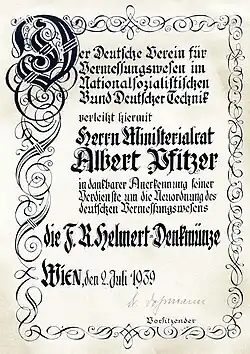 Der Deutsche Verein für
Vermessungswesen im
Nationalsozialistischen
Bund Deutscher Technik
verleiht hiermit
Herrn Ministerialrat
Albert Pfitzer
in dankbarer Anerkennung seiner
Verdienste um die Neuordnung des
deutschen Vermessungswesens
die F. R. Helmert-Denkmünze
WIEN, den 2. Juli 1939
Vorsitzender